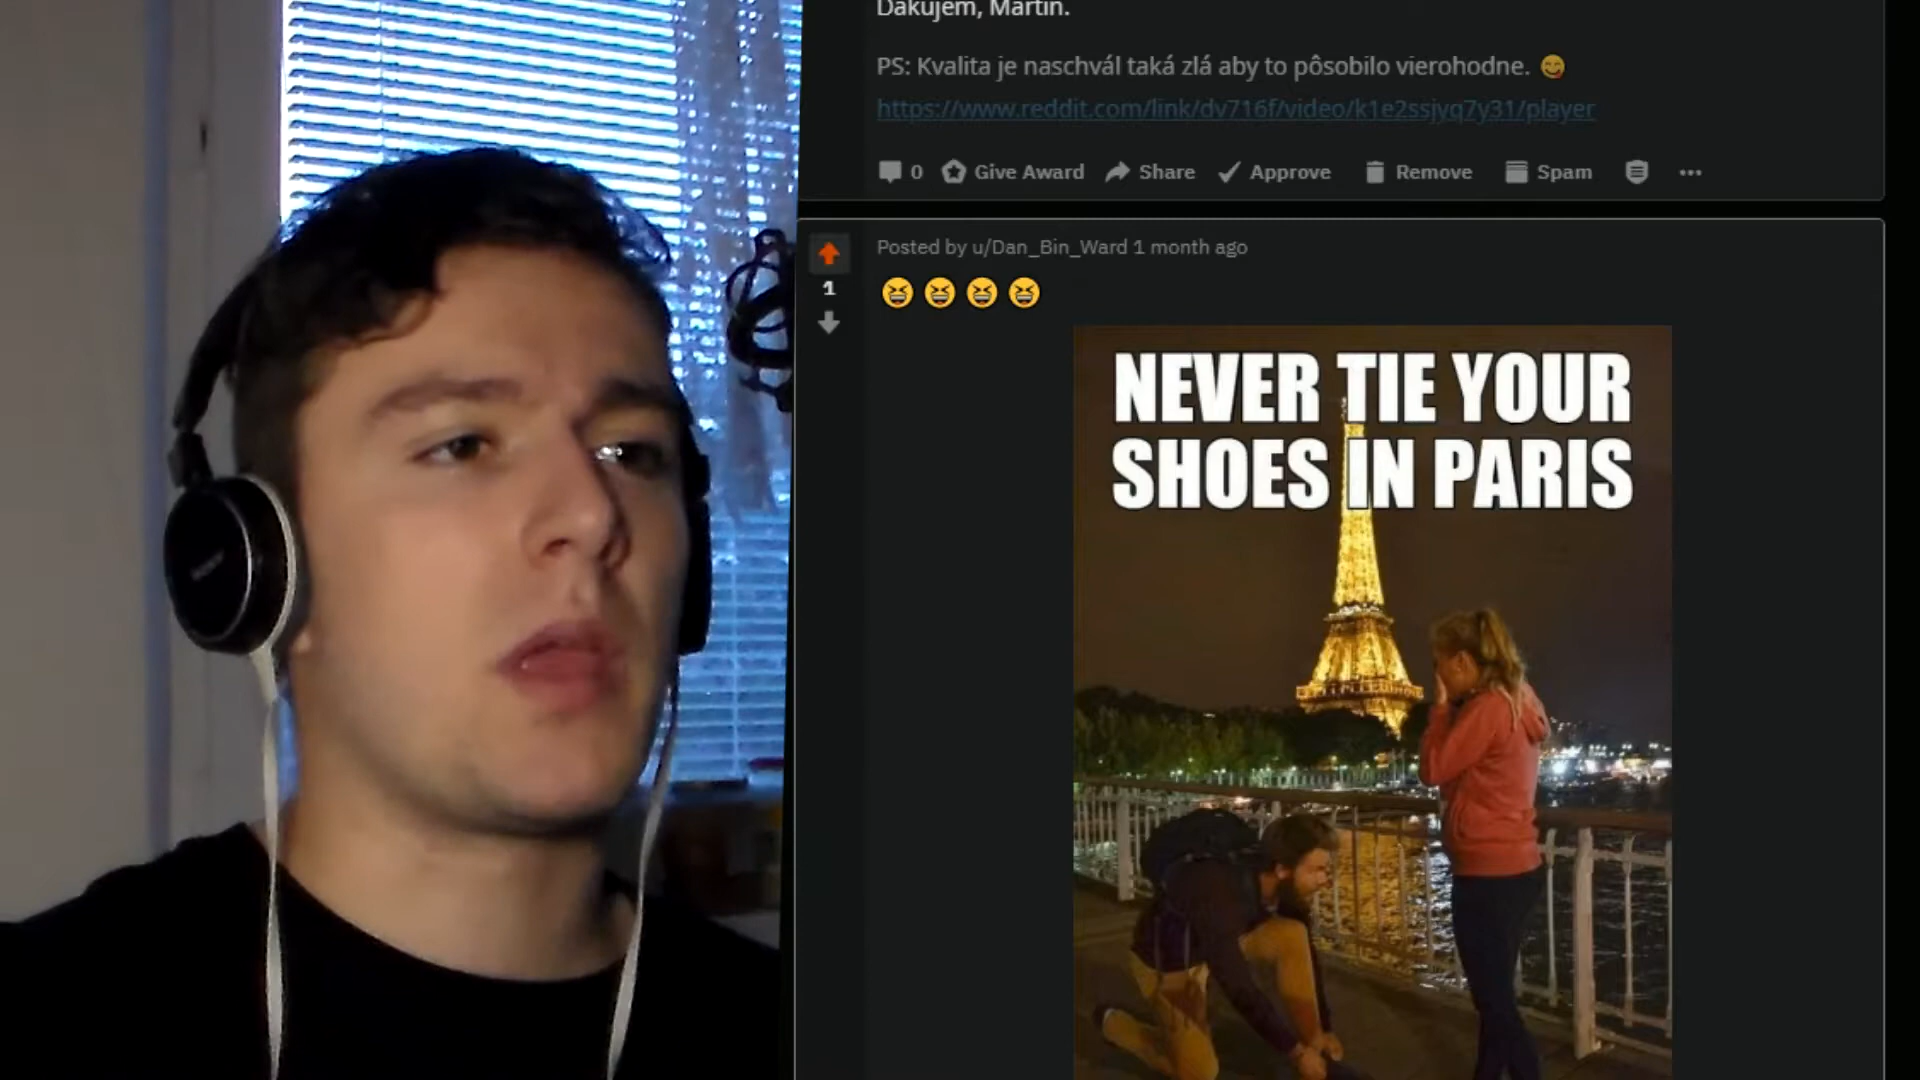 Ďakujem, Martin.
PS: Kvalita je naschvál taká zlá aby to pôsobilo vierohodne. 😋
https://www.reddit.com/link/dv716f/video/k1e2ssjyq7y31/player
0 Give Award Share Approve Remove Spam ...
Posted by u/Dan_Bin_Ward 1 month ago
1
😆 😆 😆 😆
NEVER TIE YOUR
SHOES IN PARIS